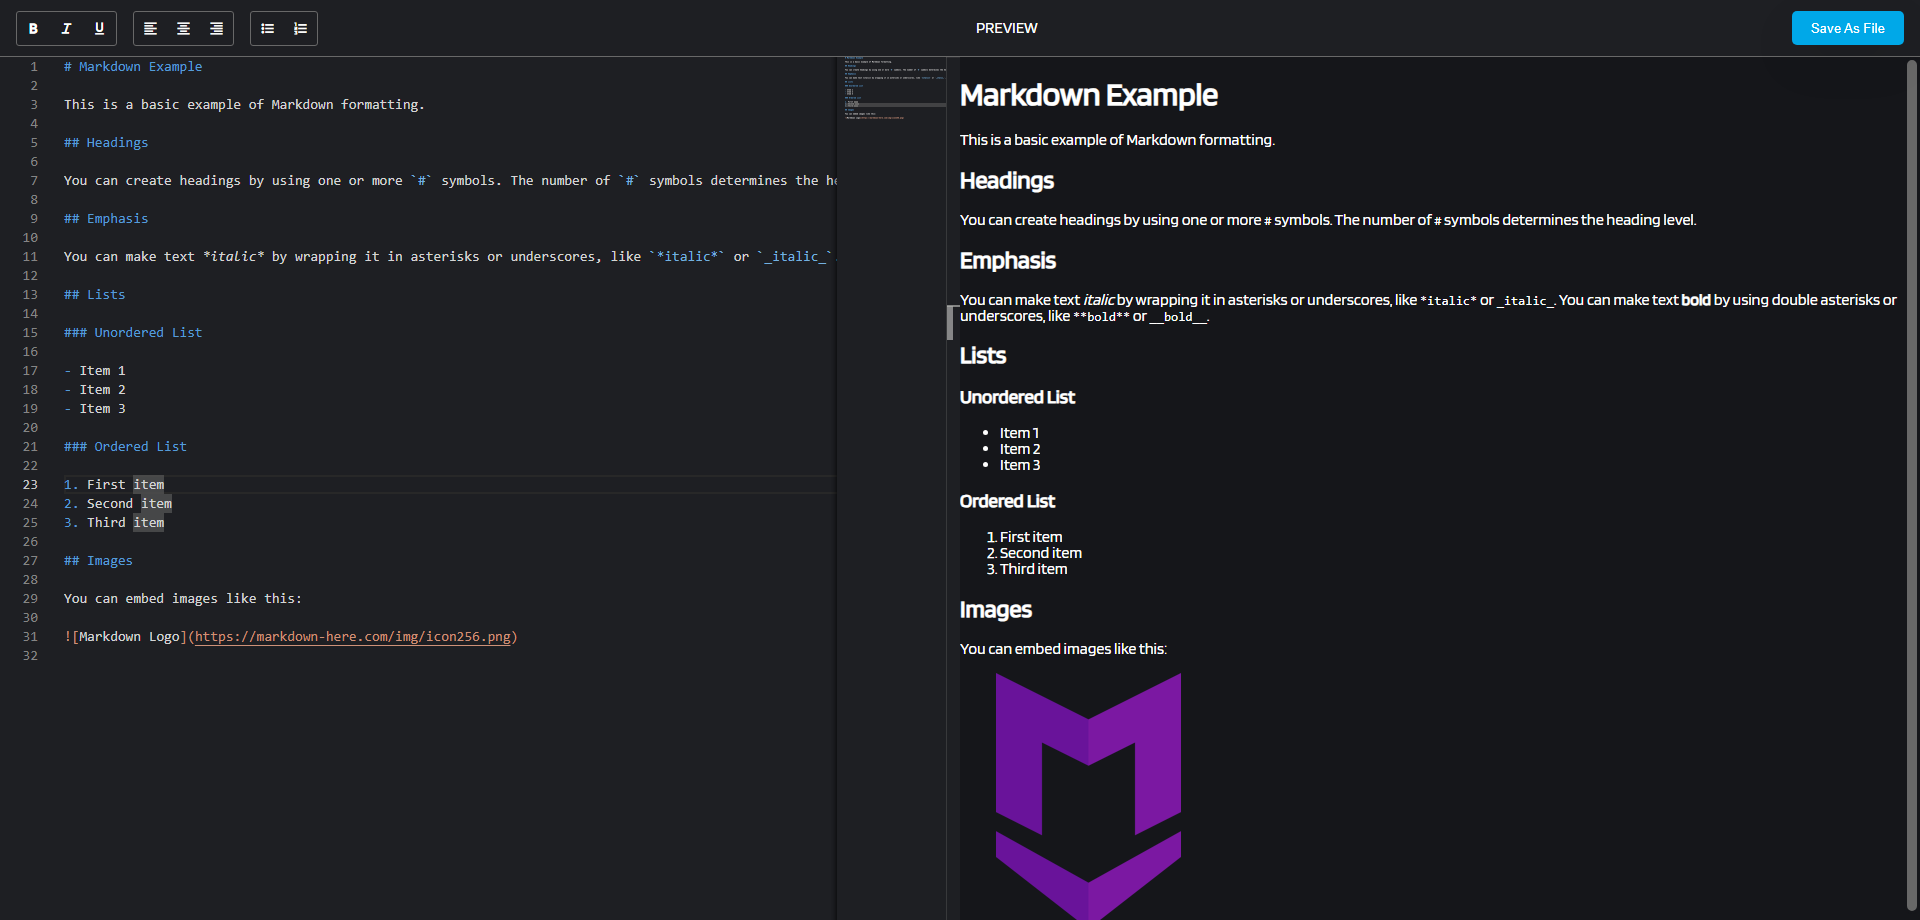 B I U
PREVIEW
Save As File
1 # Markdown Example
2
3 This is a basic example of Markdown formatting.
4
5 ## Headings
6
7 You can create headings by using one or more `#` symbols. The number of `#` symbols determines the he
8
9 ## Emphasis
10
11 You can make text *italic* by wrapping it in asterisks or underscores, like `*italic*` or `_italic_`.
12
13 ## Lists
14
15 ### Unordered List
16
17 - Item 1
18 - Item 2
19 - Item 3
20
21 ### Ordered List
22
23 1. First item
24 2. Second item
25 3. Third item
26
27 ## Images
28
29 You can embed images like this:
30
31 ![Markdown Logo](https://markdown-here.com/img/icon256.png)
32
Markdown Example
This is a basic example of Markdown formatting.
Headings
You can create headings by using one or more # symbols. The number of # symbols determines the heading level.
Emphasis
You can make text italic by wrapping it in asterisks or underscores, like *italic* or _italic_. You can make text bold by using double asterisks or
underscores, like **bold** or __bold__.
Lists
Unordered List
• Item 1
• Item 2
• Item 3
Ordered List
1. First item
2. Second item
3. Third item
Images
You can embed images like this: